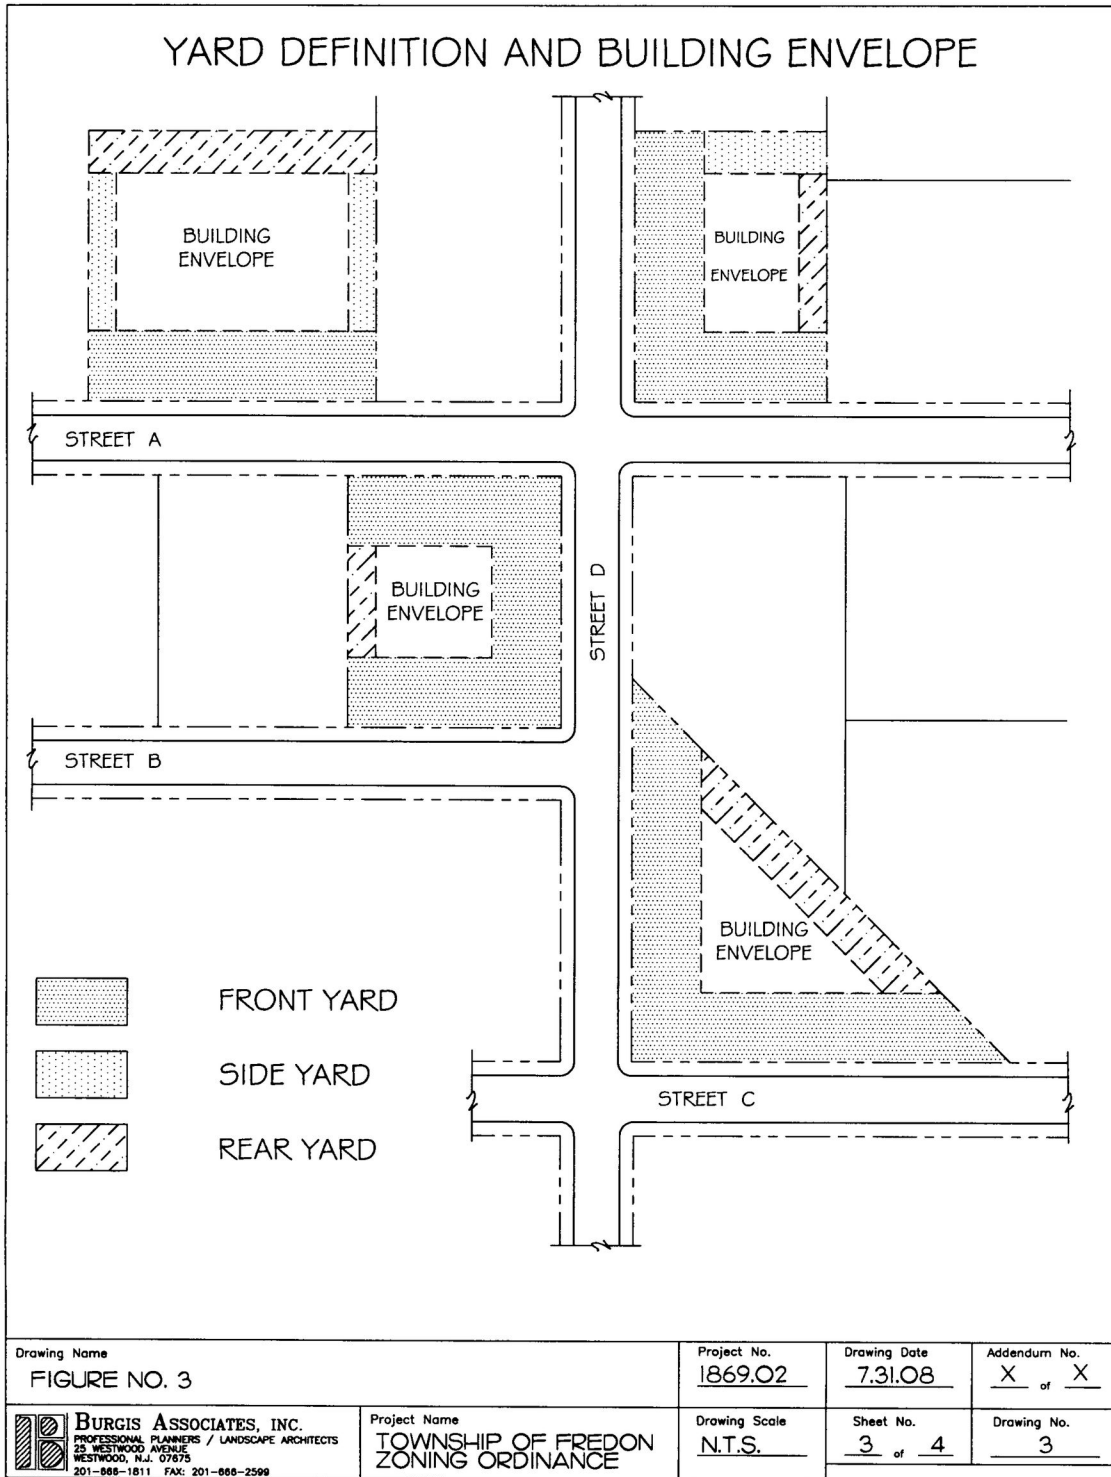 YARD DEFINITION AND BUILDING ENVELOPE
BUILDING
ENVELOPE
BUILDING
ENVELOPE
STREET A
BUILDING
ENVELOPE
STREET D
STREET B
BUILDING
ENVELOPE
FRONT YARD
SIDE YARD
REAR YARD
STREET C
Drawing Name
FIGURE NO. 3
Project No.
1869.02
Drawing Date
7.31.08
Addendum No.
X of X
BURGIS ASSOCIATES, INC.
PROFESSIONAL PLANNERS / LANDSCAPE ARCHITECTS
25 WESTWOOD AVENUE
WESTWOOD, N.J. 07675
201-666-1811 FAX: 201-666-2599
Project Name
TOWNSHIP OF FREDON
ZONING ORDINANCE
Drawing Scale
N.T.S.
Sheet No.
3 of 4
Drawing No.
3